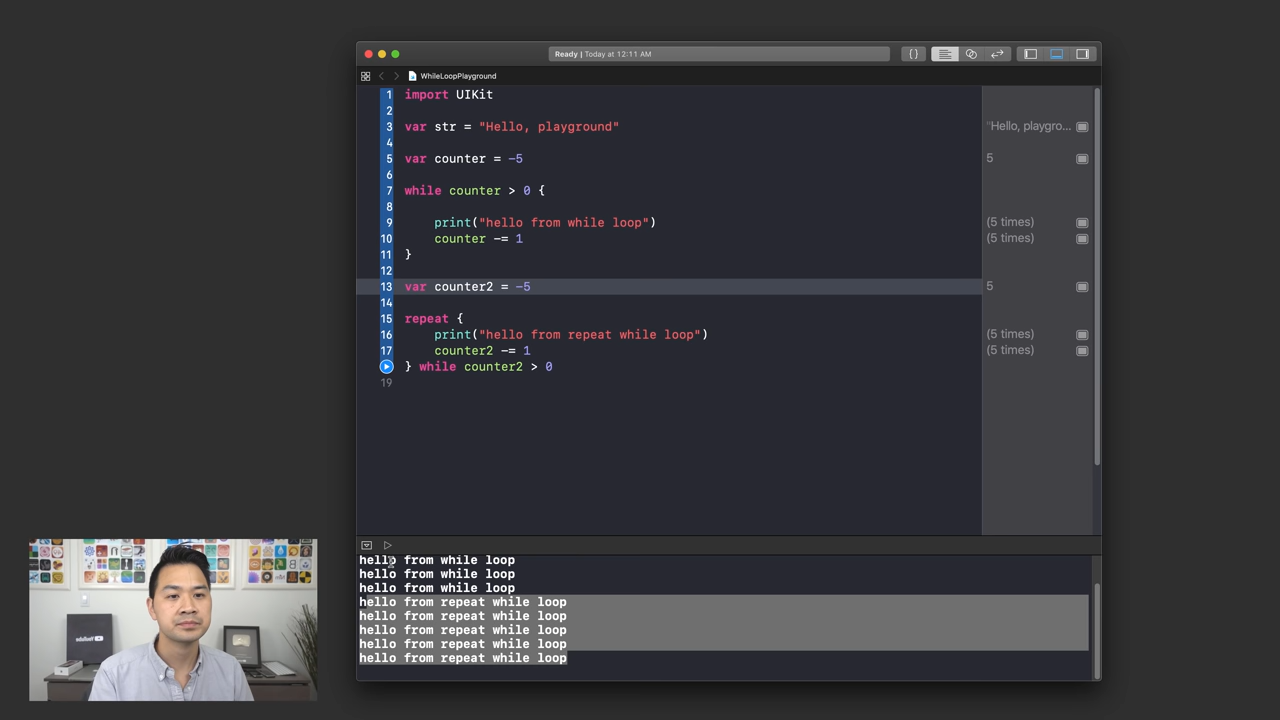 Ready | Today at 12:11 AM
WhileLoopPlayground
1 import UIKit
2
3 var str = "Hello, playground" "Hello, playgro...
4
5 var counter = -5 5
6
7 while counter > 0 {
8
9 print("hello from while loop") (5 times)
10 counter -= 1 (5 times)
11 }
12
13 var counter2 = -5 5
14
15 repeat {
16 print("hello from repeat while loop") (5 times)
17 counter2 -= 1 (5 times)
} while counter2 > 0
19
hello from while loop
hello from while loop
hello from while loop
hello from repeat while loop
hello from repeat while loop
hello from repeat while loop
hello from repeat while loop
hello from repeat while loop
YouTube